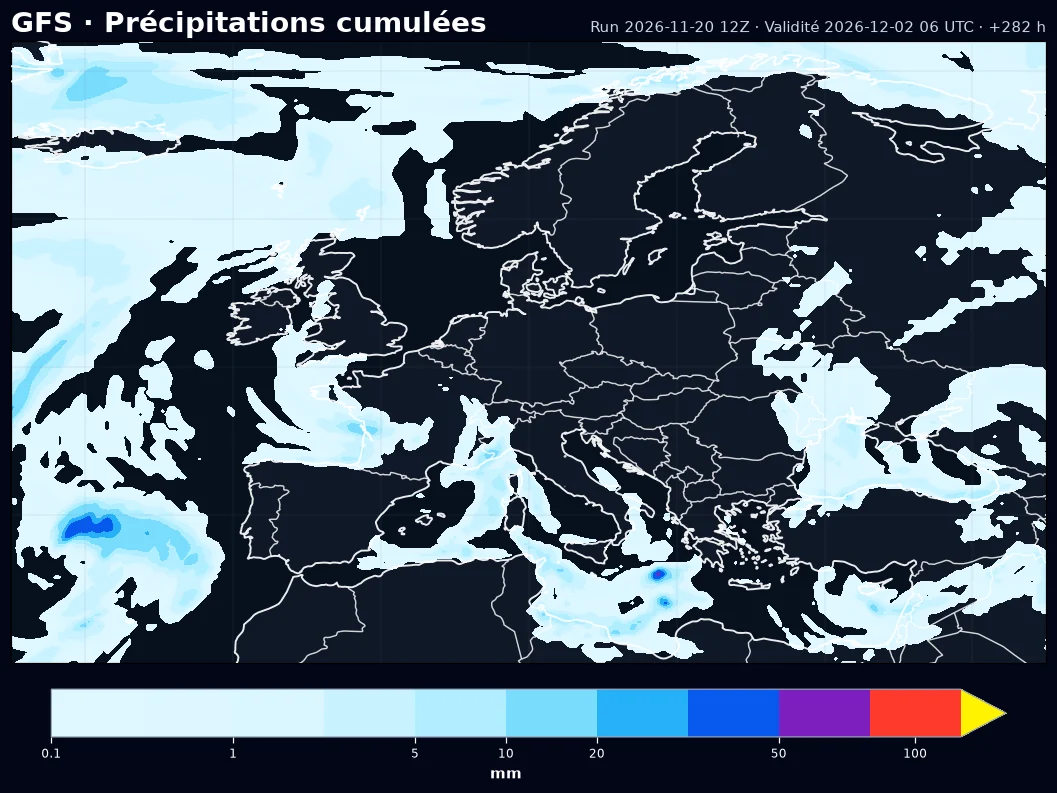 GFS · Précipitations cumulées
Run 2026-11-20 12Z · Validité 2026-12-02 06 UTC · +282 h
0.1 1 5 10 20 50 100
mm